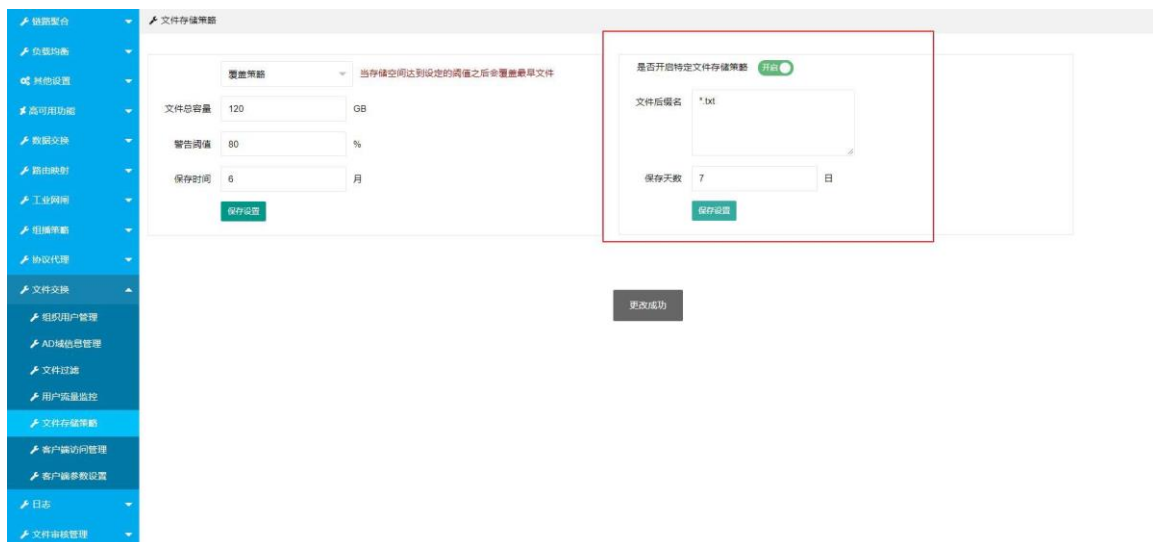 链路聚合
负载均衡
其他设置
高可用功能
数据交换
路由映射
工业网闸
组播策略
协议代理
文件交换
组织用户管理
AD域信息管理
文件过滤
用户流量监控
文件存储策略
客户端访问管理
客户端参数设置
日志
文件审核管理
文件存储策略
覆盖策略 当存储空间达到设定的阈值之后会覆盖最早文件
文件总容量 120 GB
警告阈值 80 %
保存时间 6 月
保存设置
是否开启特定文件存储策略 开启
文件后缀名 *.txt
保存天数 7 日
保存设置
更改成功